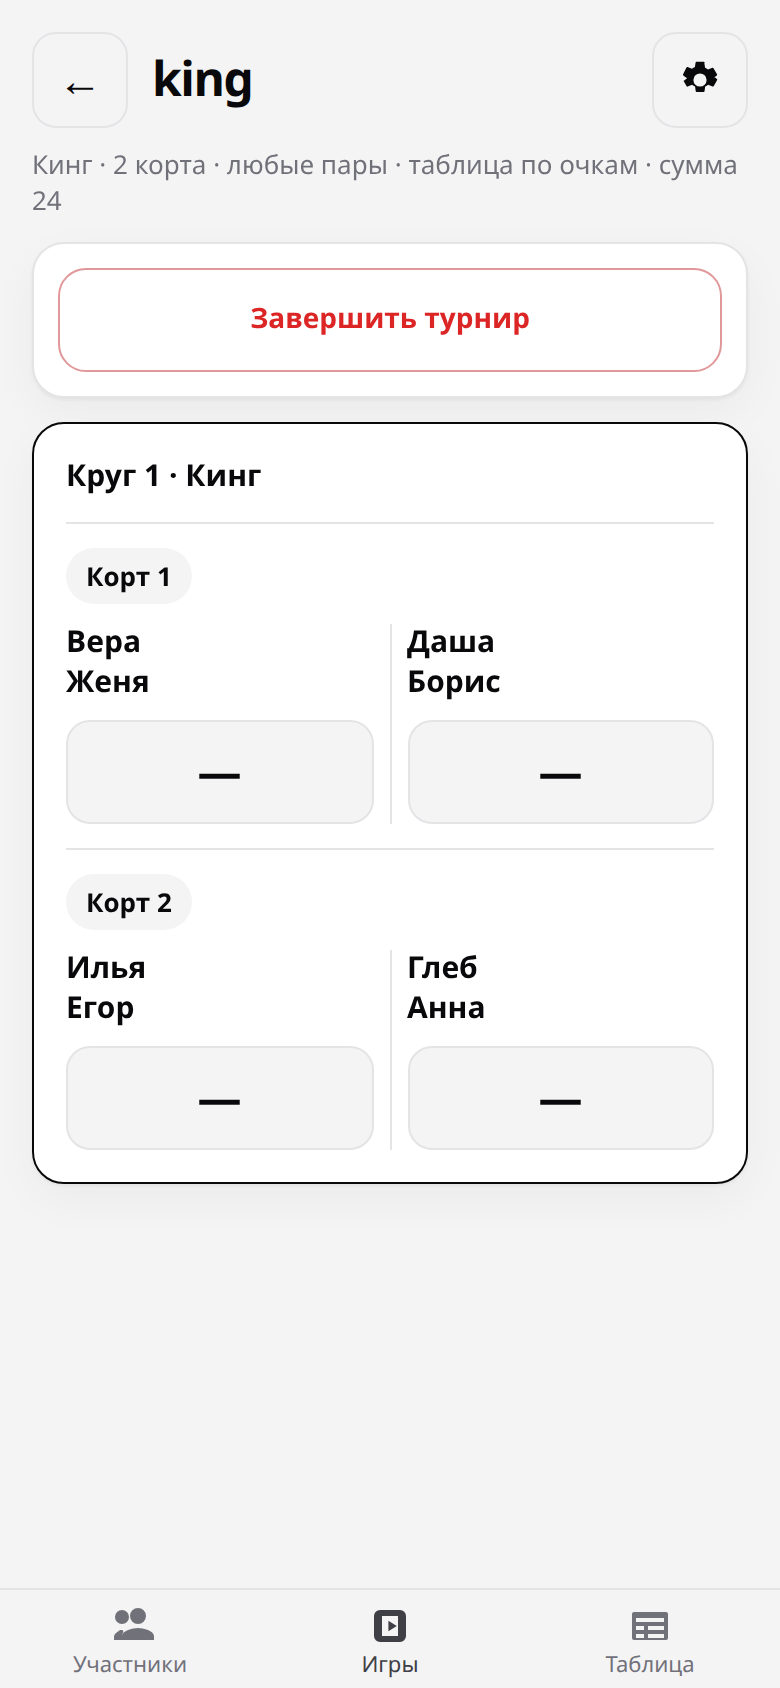 ← king
Кинг · 2 корта · любые пары · таблица по очкам · сумма
24
Завершить турнир
Круг 1 · Кинг
Корт 1
Вера
Женя
Даша
Борис
—
—
Корт 2
Илья
Егор
Глеб
Анна
—
—
Участники
Игры
Таблица